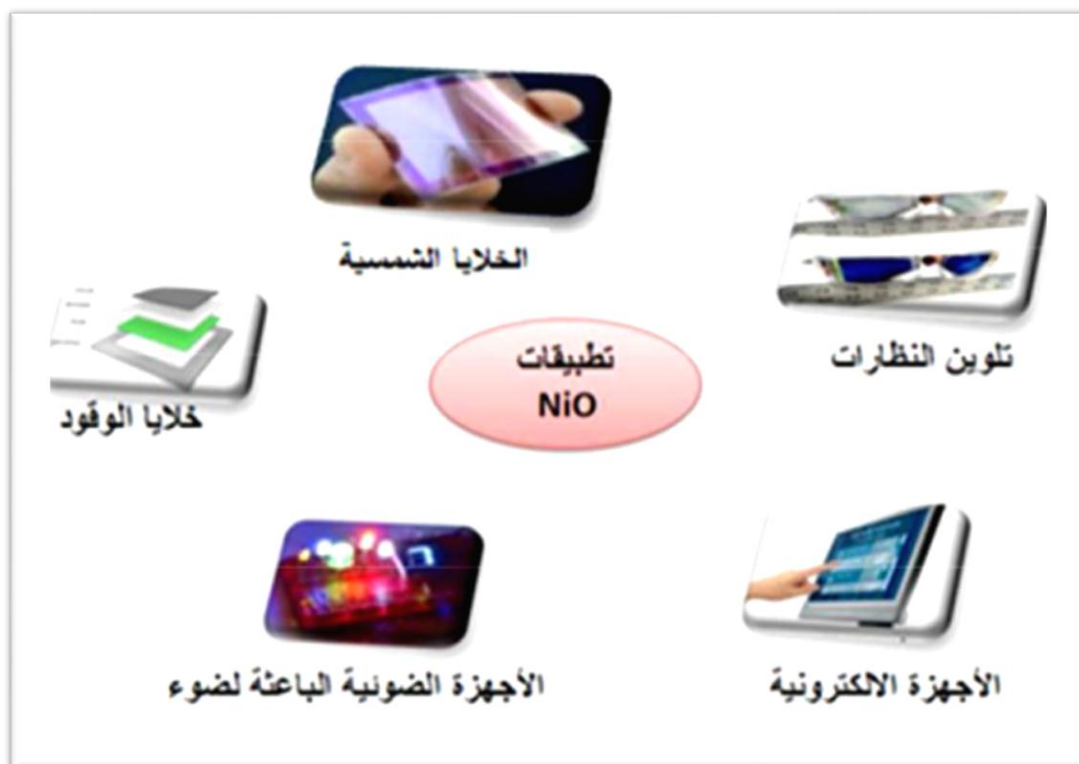 الخلايا الشمسية
تلوين النظارات
تطبيقات
NiO
خلايا الوقود
الأجهزة الضوئية الباعثة لضوء
الأجهزة الالكترونية